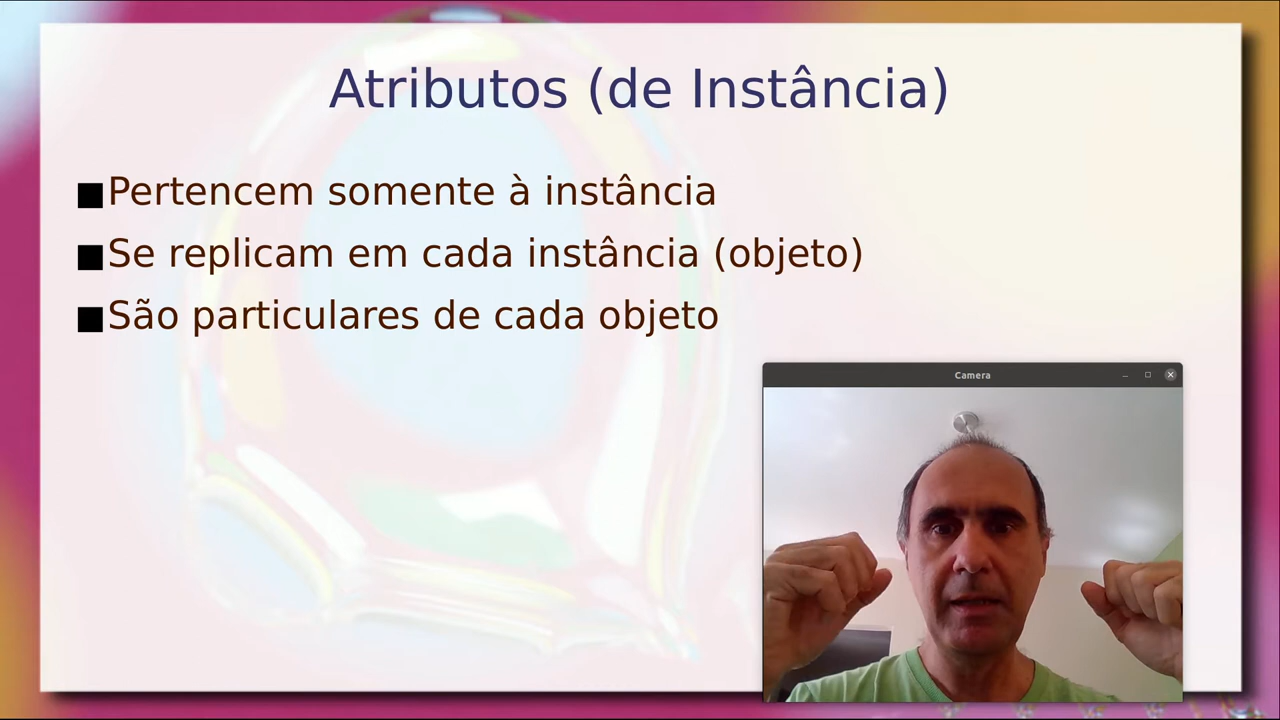 Atributos (de Instância)
Pertencem somente à instância
Se replicam em cada instância (objeto)
São particulares de cada objeto
Camera